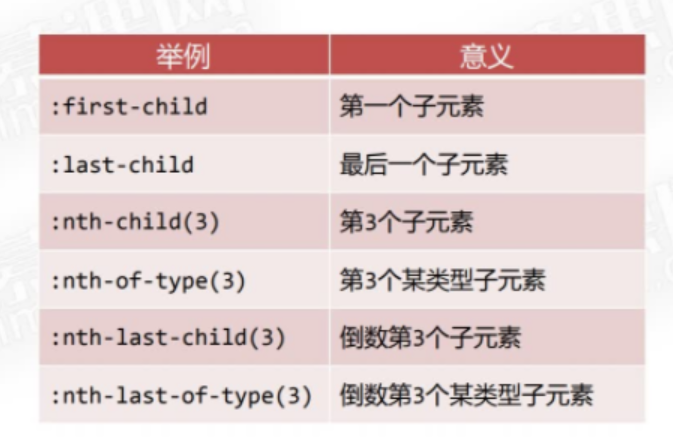 举例 意义
:first-child 第一个子元素
:last-child 最后一个子元素
:nth-child(3) 第3个子元素
:nth-of-type(3) 第3个某类型子元素
:nth-last-child(3) 倒数第3个子元素
:nth-last-of-type(3) 倒数第3个某类型子元素